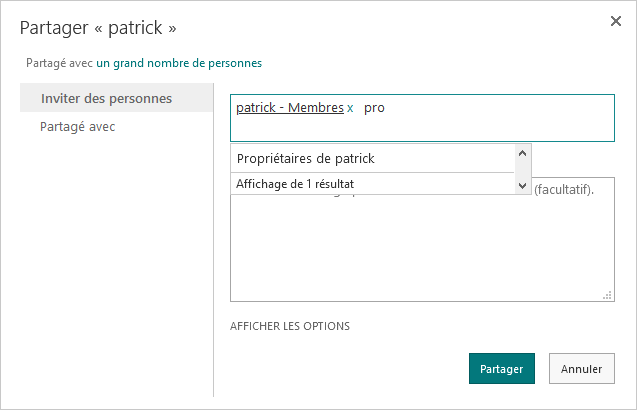 Partager « patrick »
Partagé avec un grand nombre de personnes
Inviter des personnes
Partagé avec
patrick - Membres x pro
Propriétaires de patrick
Affichage de 1 résultat
(facultatif).
AFFICHER LES OPTIONS
Partager
Annuler